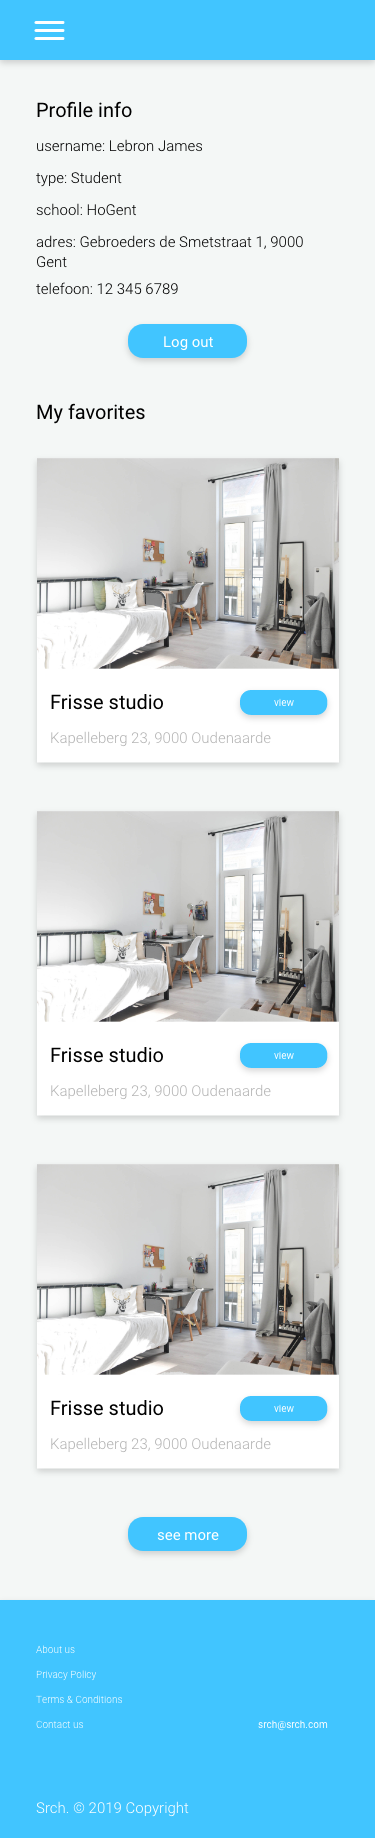 Profile info
username: Lebron James
type: Student
school: HoGent
adres: Gebroeders de Smetstraat 1, 9000
Gent
telefoon: 12 345 6789
Log out
My favorites
Frisse studio
view
Kapelleberg 23, 9000 Oudenaarde
Frisse studio
view
Kapelleberg 23, 9000 Oudenaarde
Frisse studio
view
Kapelleberg 23, 9000 Oudenaarde
see more
About us
Privacy Policy
Terms & Conditions
Contact us
srch@srch.com
Srch. © 2019 Copyright